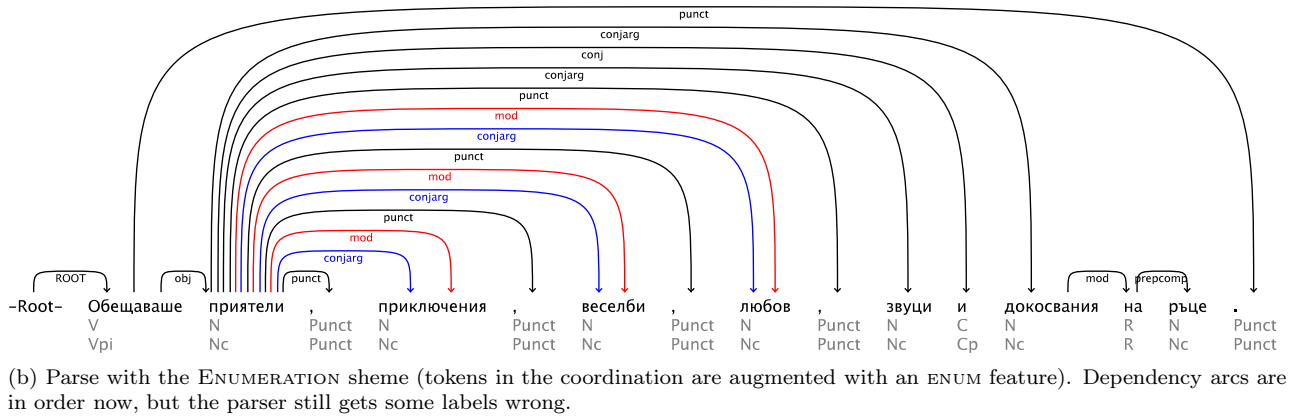 punct
conjarg
conj
conjarg
punct
mod
conjarg
punct
mod
conjarg
punct
mod
conjarg
ROOT obj punct mod prepcomp
–Root– Обещаваше приятели , приключения , веселби , любов , звуци и докосвания на ръце .
V N Punct N Punct N Punct N Punct N C N R N Punct
Vpi Nc Punct Nc Punct Nc Punct Nc Punct Nc Cp Nc R Nc Punct
(b) Parse with the ENUMERATION sheme (tokens in the coordination are augmented with an ENUM feature). Dependency arcs are
in order now, but the parser still gets some labels wrong.